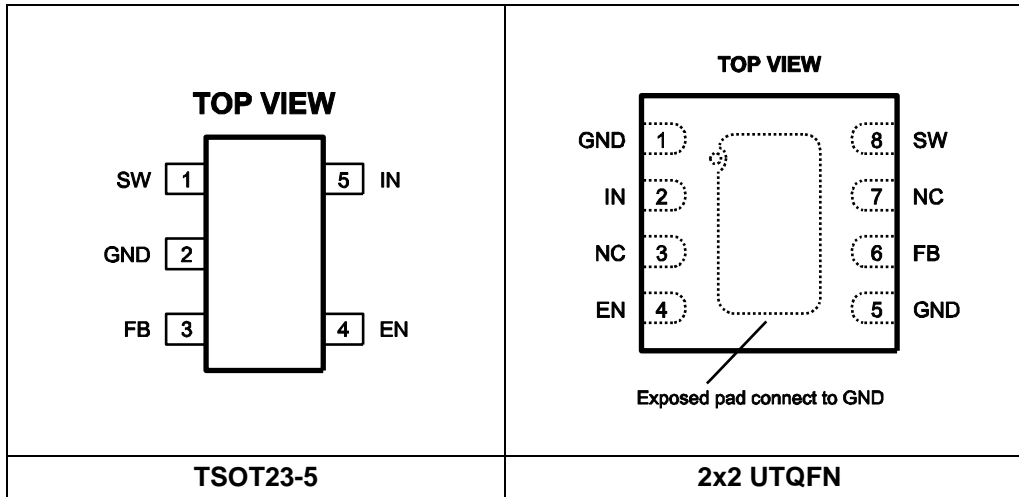 TOP VIEW
SW 1 5 IN
GND 2
FB 3 4 EN
TSOT23-5
TOP VIEW
GND 1 8 SW
IN 2 7 NC
NC 3 6 FB
EN 4 5 GND
Exposed pad connect to GND
2x2 UTQFN